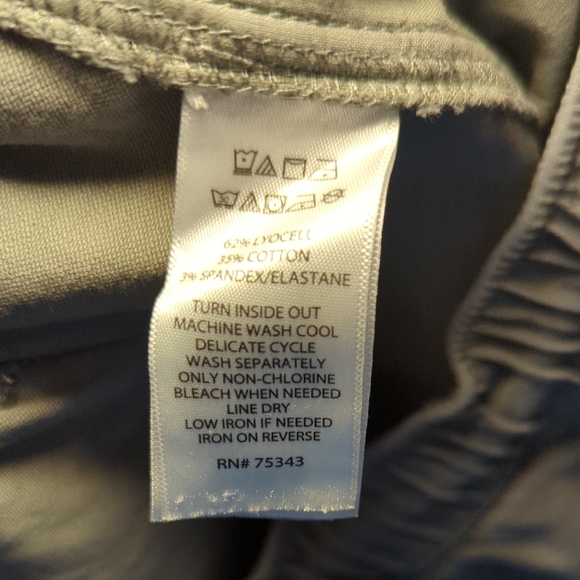 62% LYOCELL
35% COTTON
3% SPANDEX/ELASTANE
TURN INSIDE OUT
MACHINE WASH COOL
DELICATE CYCLE
WASH SEPARATELY
ONLY NON-CHLORINE
BLEACH WHEN NEEDED
LINE DRY
LOW IRON IF NEEDED
IRON ON REVERSE
RN# 75343